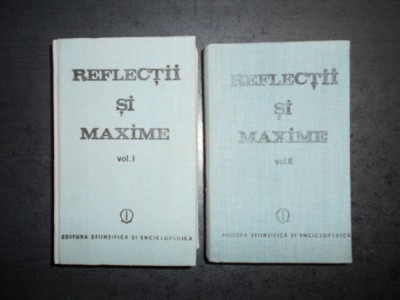 REFLECȚII
ȘI
MAXIME
vol. I
EDITURA ȘTIINȚIFICĂ ȘI ENCICLOPEDICĂ
REFLECȚII
ȘI
MAXIME
vol. II
EDITURA ȘTIINȚIFICĂ ȘI ENCICLOPEDICĂ